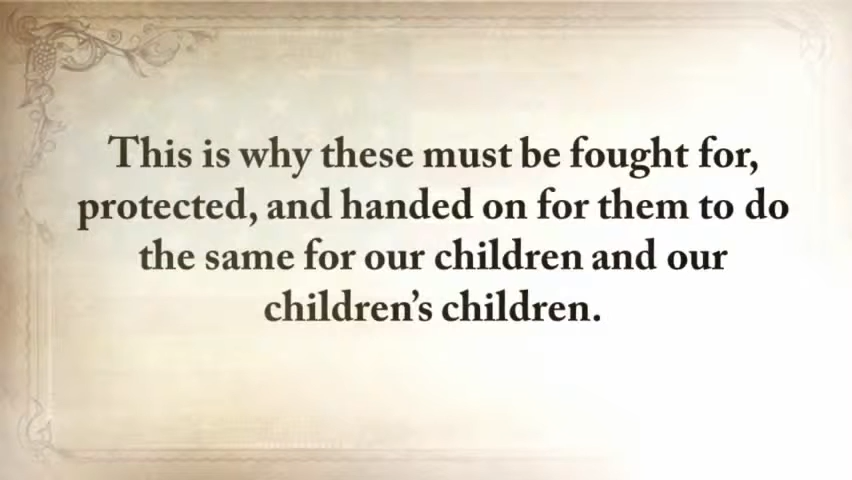 This is why these must be fought for,
protected, and handed on for them to do
the same for our children and our
children’s children.